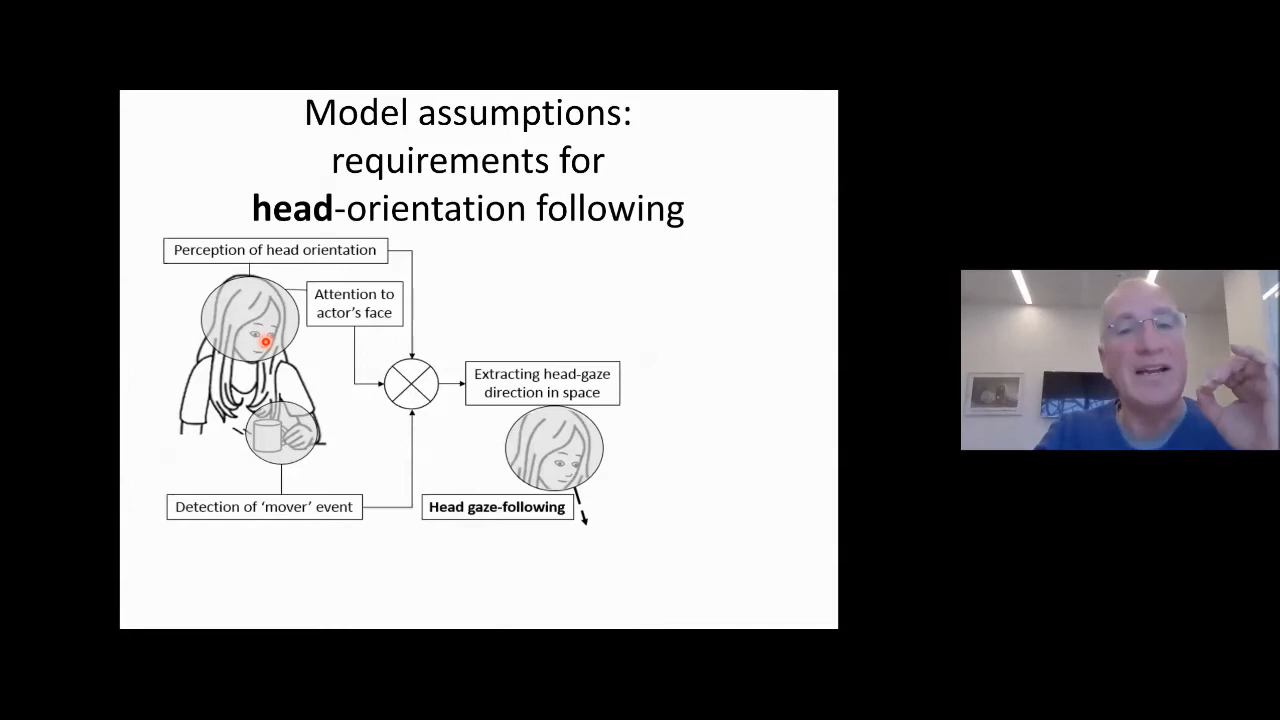 Model assumptions:
requirements for
head-orientation following
Perception of head orientation
Attention to
actor's face
Extracting head-gaze
direction in space
Detection of 'mover' event
Head gaze-following